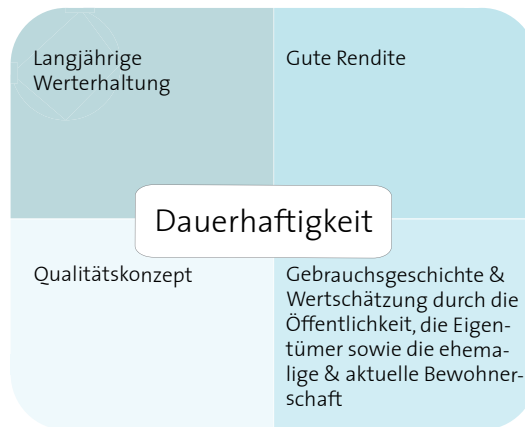 Langjährige
Werterhaltung
Gute Rendite
Dauerhaftigkeit
Qualitätskonzept
Gebrauchsgeschichte &
Wertschätzung durch die
Öffentlichkeit, die Eigen-
tümer sowie die ehema-
lige & aktuelle Bewohner-
schaft